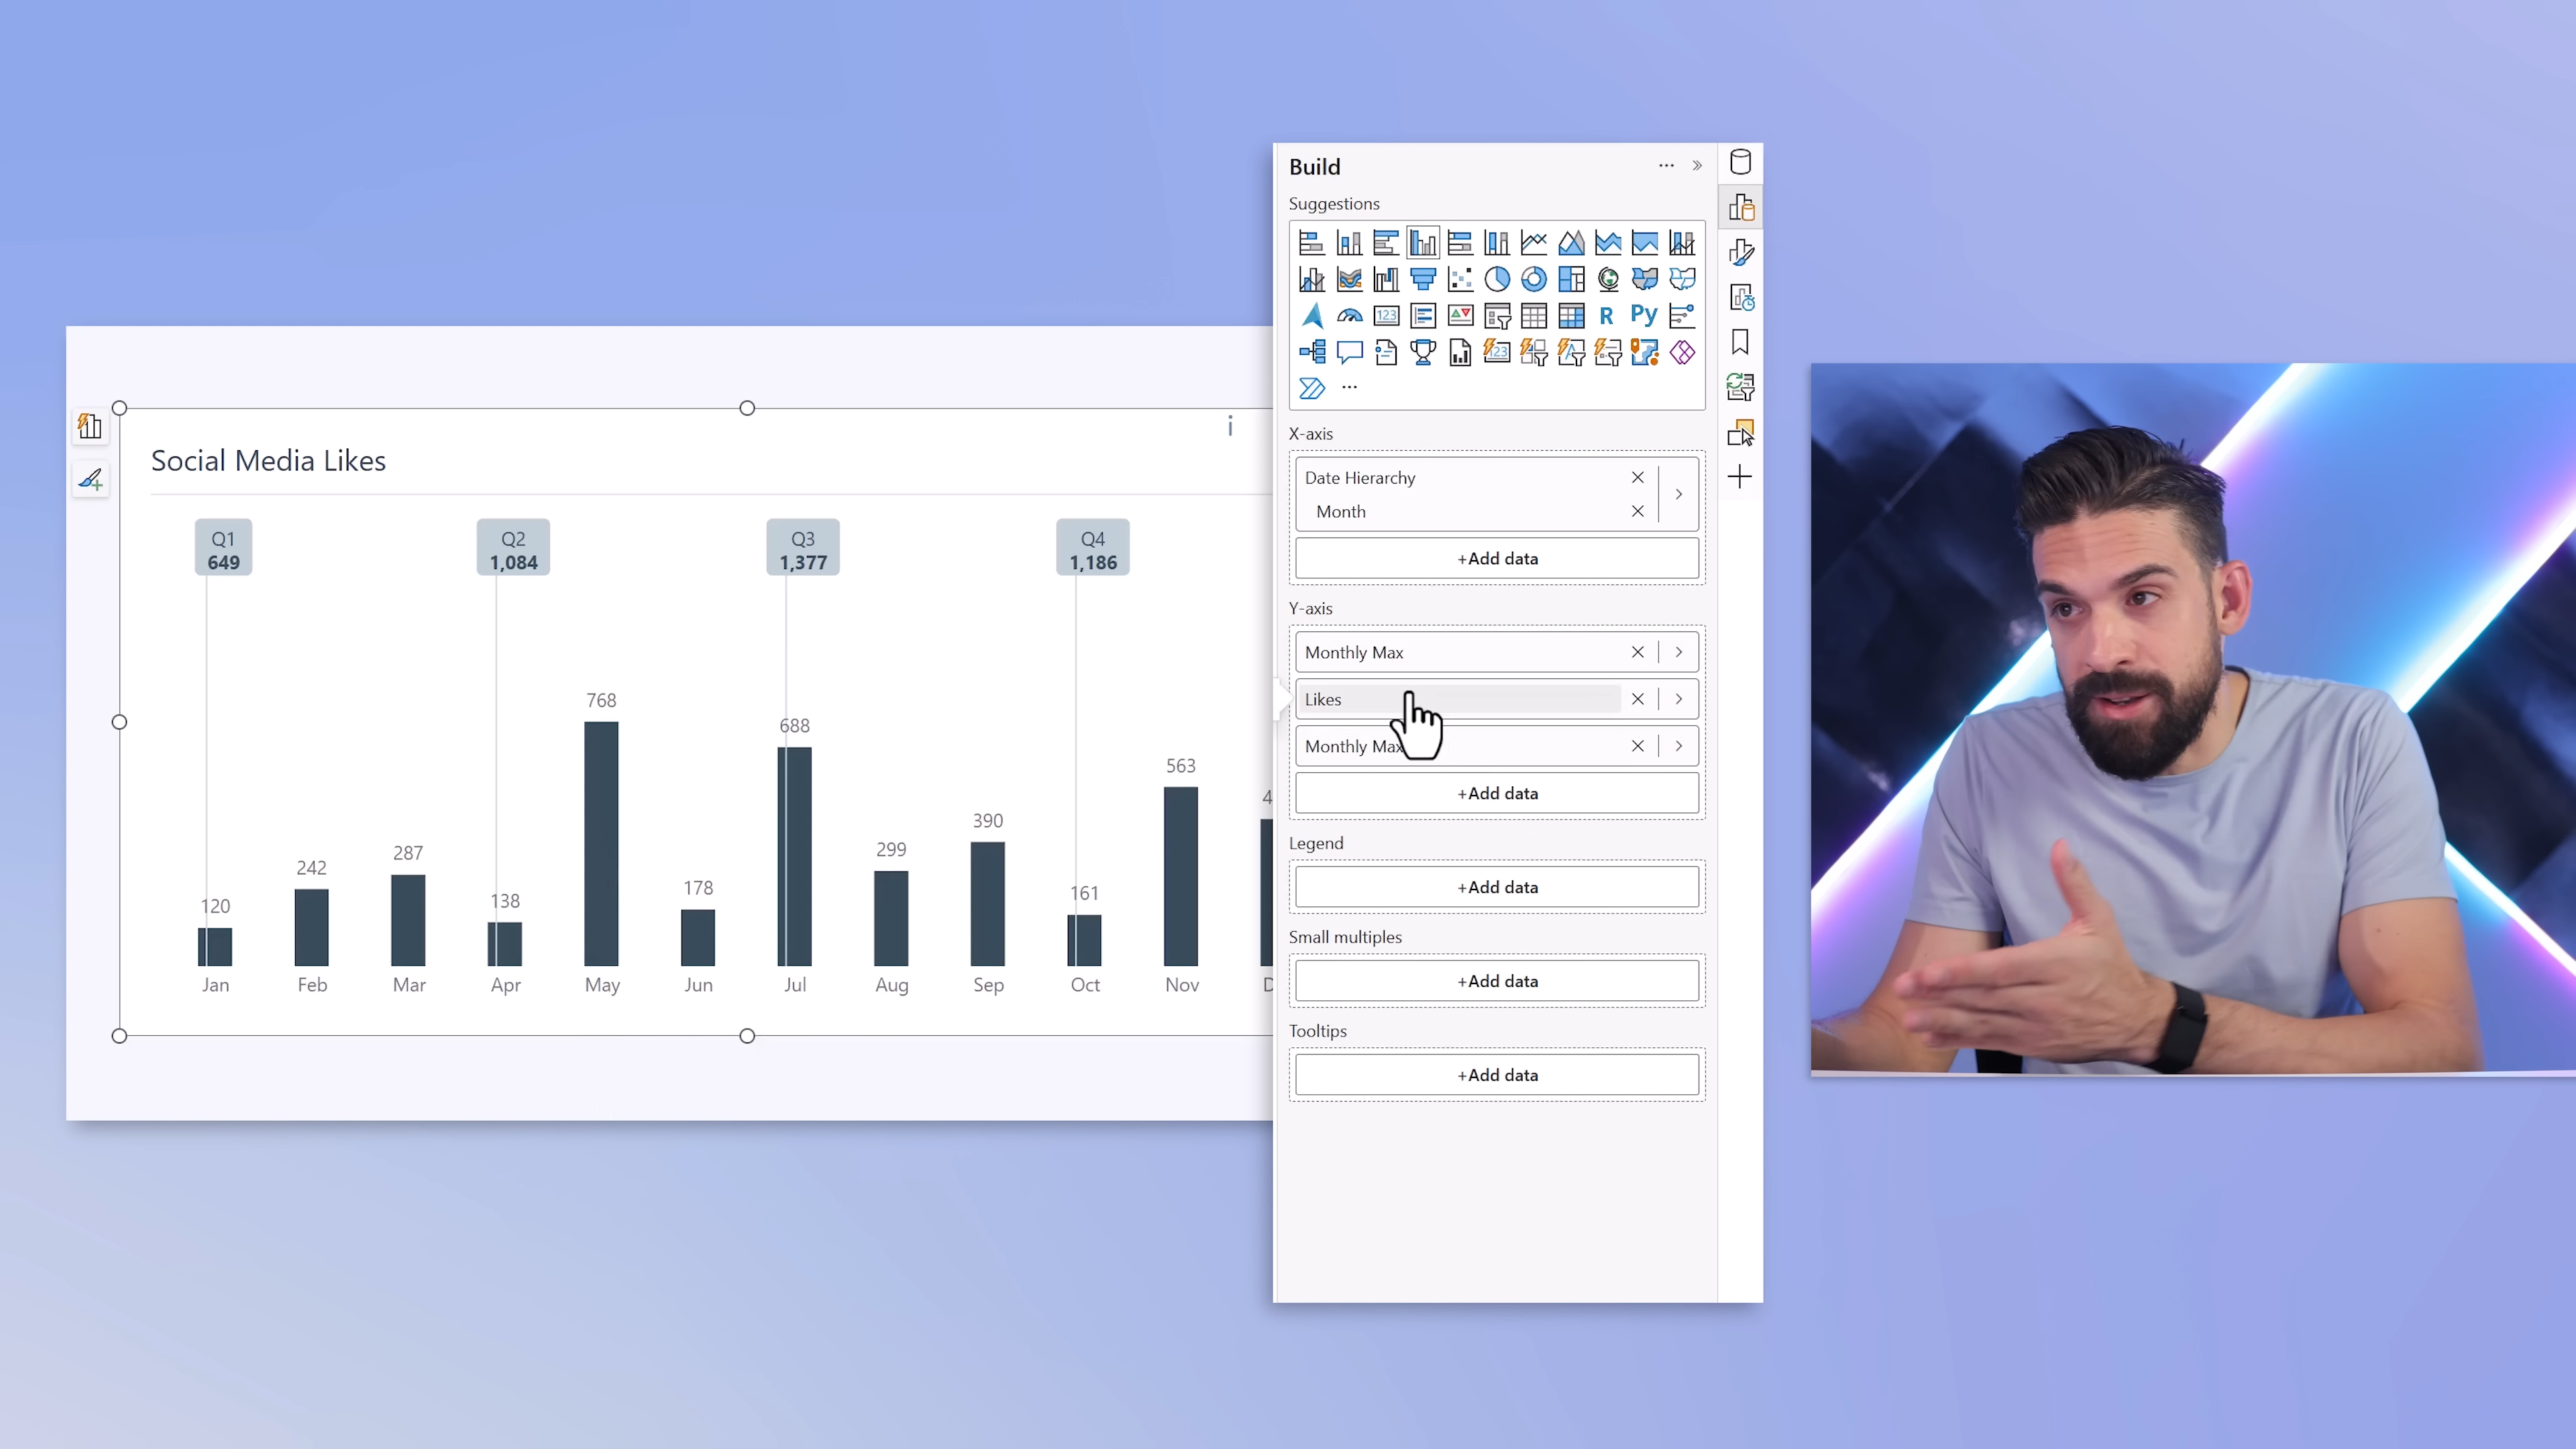 Social Media Likes
i
Q1
649
Q2
1,084
Q3
1,377
Q4
1,186
120
242
287
138
768
178
688
299
390
161
563
4
Jan
Feb
Mar
Apr
May
Jun
Jul
Aug
Sep
Oct
Nov
D
Build
Suggestions
123
R
Py
123
X-axis
Date Hierarchy
Month
+Add data
Y-axis
Monthly Max
Likes
Monthly Max
+Add data
Legend
+Add data
Small multiples
+Add data
Tooltips
+Add data